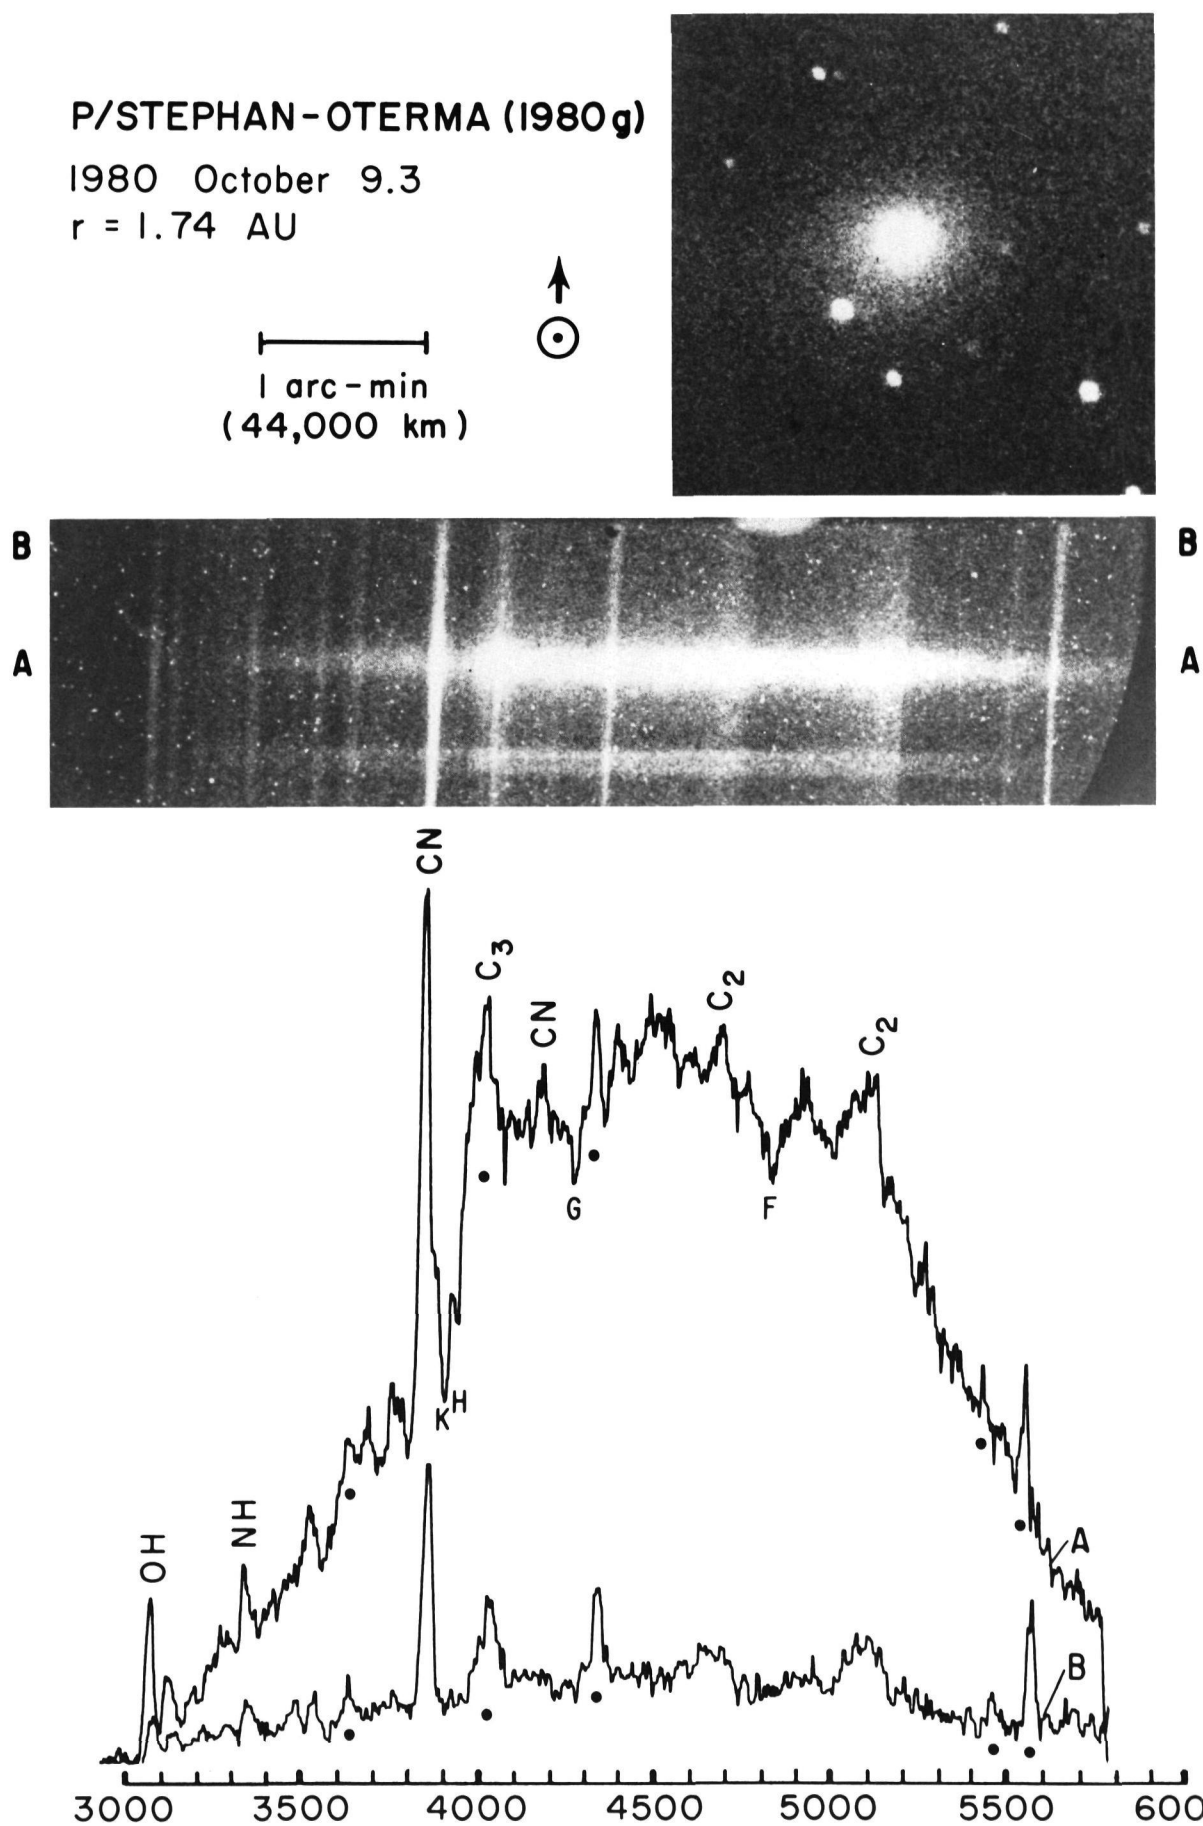 P/STEPHAN-OTERMA (1980g)
1980 October 9.3
r = 1.74 AU
1 arc-min
(44,000 km)
B B
A A
CN
C3
CN
C2
C2
G
F
K
H
NH
OH
A
B
3000 3500 4000 4500 5000 5500 600